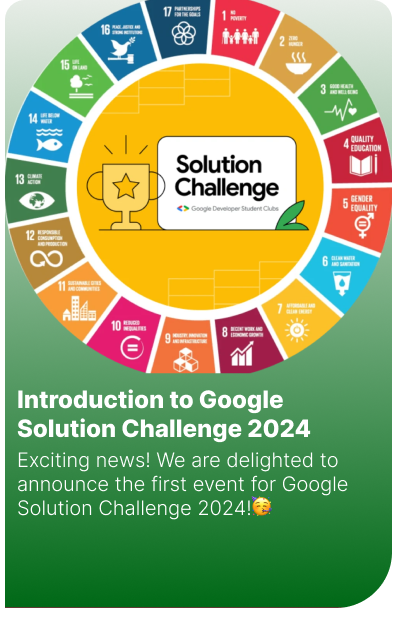 17 PARTNERSHIPS
FOR THE GOALS
1 NO
POVERTY
2 ZERO
HUNGER
3 GOOD HEALTH
AND WELL-BEING
4 QUALITY
EDUCATION
5 GENDER
EQUALITY
6 CLEAN WATER
AND SANITATION
7 AFFORDABLE AND
CLEAN ENERGY
8 DECENT WORK AND
ECONOMIC GROWTH
9 INDUSTRY, INNOVATION
AND INFRASTRUCTURE
10 REDUCED
INEQUALITIES
11 SUSTAINABLE CITIES
AND COMMUNITIES
12 RESPONSIBLE
CONSUMPTION
AND PRODUCTION
13 CLIMATE
ACTION
14 LIFE BELOW
WATER
15 LIFE
ON LAND
16 PEACE, JUSTICE AND
STRONG INSTITUTIONS
Solution
Challenge
Google Developer Student Clubs
Introduction to Google
Solution Challenge 2024
Exciting news! We are delighted to
announce the first event for Google
Solution Challenge 2024!🥳